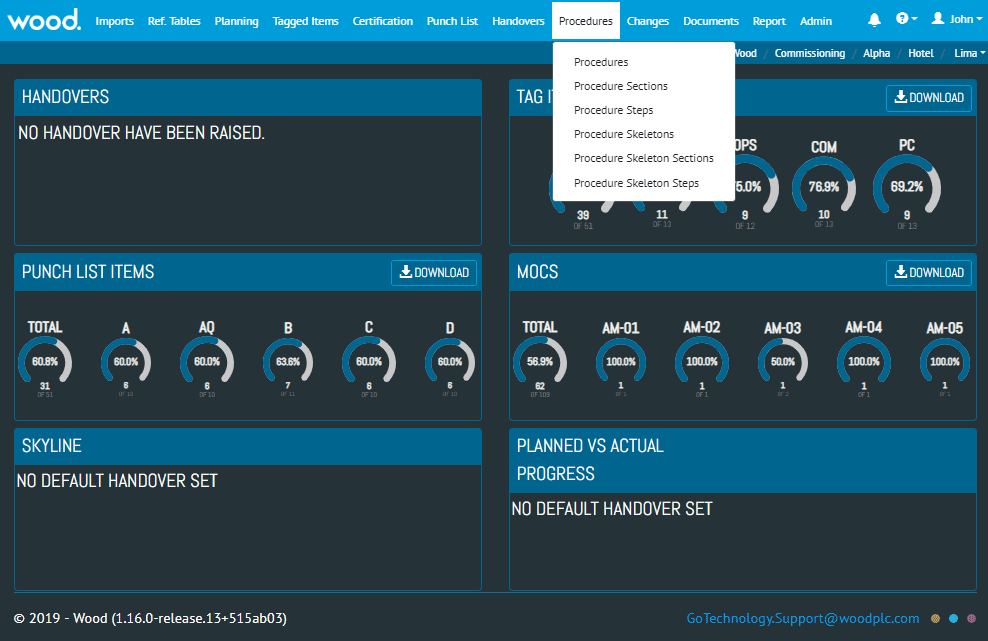 wood. Imports Ref. Tables Planning Tagged Items Certification Punch List Handovers Procedures Changes Documents Report Admin John
Wood / Commissioning / Alpha / Hotel / Lima
Procedures
Procedure Sections
Procedure Steps
Procedure Skeletons
Procedure Skeleton Sections
Procedure Skeleton Steps
HANDOVERS
NO HANDOVER HAVE BEEN RAISED.
TAG DOWNLOAD
COM PC
76.9% 69.2%
39 11 9 10 9
OF 51 OF 13 OF 12 OF 13 OF 13
PUNCH LIST ITEMS DOWNLOAD
TOTAL A AQ B C D
60.8% 60.0% 60.0% 63.6% 60.0% 60.0%
31 6 6 7 6 6
OF 51 OF 10 OF 10 OF 11 OF 10 OF 10
MOCS DOWNLOAD
TOTAL AM-01 AM-02 AM-03 AM-04 AM-05
56.9% 100.0% 100.0% 50.0% 100.0% 100.0%
62 1 1 1 1 1
OF 109 OF 1 OF 1 OF 2 OF 1 OF 1
SKYLINE
NO DEFAULT HANDOVER SET
PLANNED VS ACTUAL
PROGRESS
NO DEFAULT HANDOVER SET
© 2019 - Wood (1.16.0-release.13+515ab03) GoTechnology.Support@woodplc.com